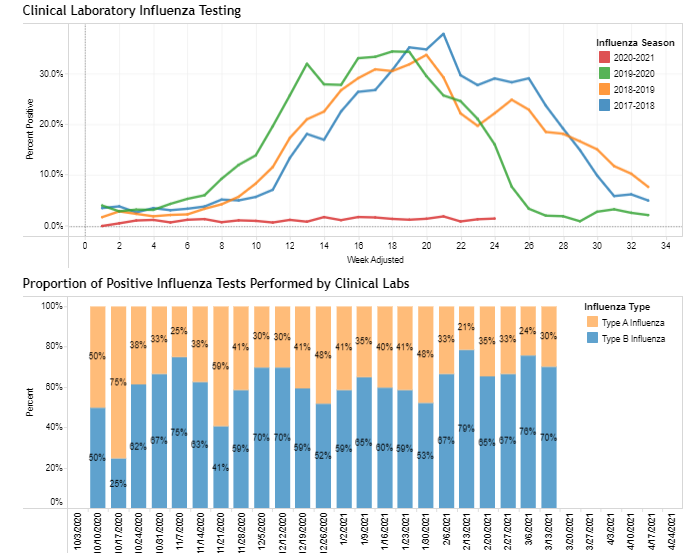 Clinical Laboratory Influenza Testing
Percent Positive
30.0%
20.0%
10.0%
0.0%
Influenza Season
2020-2021
2019-2020
2018-2019
2017-2018
0 2 4 6 8 10 12 14 16 18 20 22 24 26 28 30 32 34
Week Adjusted
Proportion of Positive Influenza Tests Performed by Clinical Labs
Percent
100%
80%
60%
40%
20%
0%
Influenza Type
Type A Influenza
Type B Influenza
50% 75% 38% 33% 25% 38% 59% 41% 30% 30% 41% 48% 41% 35% 40% 41% 48% 33% 21% 35% 33% 24% 30%
50% 25% 62% 67% 75% 63% 41% 59% 70% 70% 59% 52% 59% 65% 60% 59% 53% 67% 79% 65% 67% 76% 70%
10/3/2020 10/10/2020 10/17/2020 10/24/2020 10/31/2020 11/7/2020 11/14/2020 11/21/2020 11/28/2020 12/5/2020 12/12/2020 12/19/2020 12/26/2020 1/2/2021 1/9/2021 1/16/2021 1/23/2021 1/30/2021 2/6/2021 2/13/2021 2/20/2021 2/27/2021 3/6/2021 3/13/2021 3/20/2021 3/27/2021 4/3/2021 4/10/2021 4/17/2021 4/24/2021